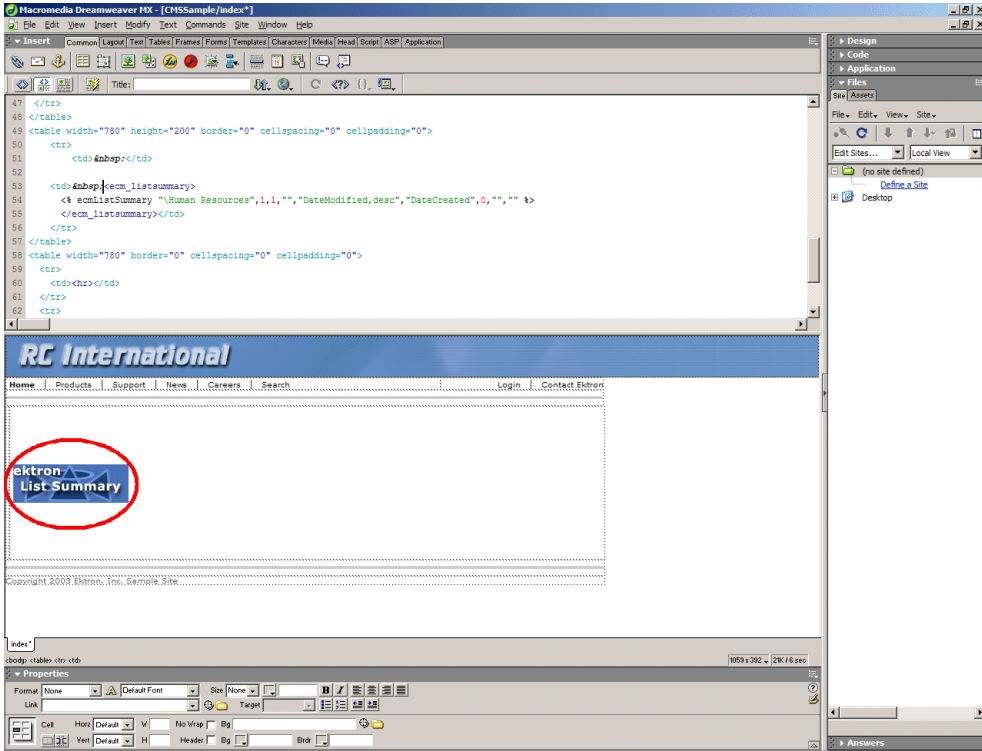 Macromedia Dreamweaver MX - [CMSSample/index*]
File Edit View Insert Modify Text Commands Site Window Help
Insert Common Layout Text Tables Frames Forms Templates Characters Media Head Script ASP Application
Title:
47 </tr>
48 </table>
49 <table width="780" height="200" border="0" cellspacing="0" cellpadding="0">
50 <tr>
51 <td>&nbsp;</td>
52
53 <td>&nbsp;<ecm_listsummary>
54 <% ecmListSummary "\Human Resources",1,1,"","DateModified,desc","DateCreated",0,"","" %>
55 </ecm_listsummary></td>
56 </tr>
57 </table>
58 <table width="780" border="0" cellspacing="0" cellpadding="0">
59 <tr>
60 <td><hr></td>
61 </tr>
62 <tr>
RC International
Home | Products | Support | News | Careers | Search Login | Contact Ektron
ektron
List Summary
Copyright 2003 Ektron, Inc. Sample Site
index*
<body> <table> <tr> <td> 1059 x 392 21K / 6 sec
Properties
Format None Default Font Size None B I
Link Target
Cell Horz Default W No Wrap Bg
Vert Default H Header Bg Brdr
Design
Code
Application
Files
Site Assets
File Edit View Site
Edit Sites... Local View
(no site defined)
Define a Site
Desktop
Answers